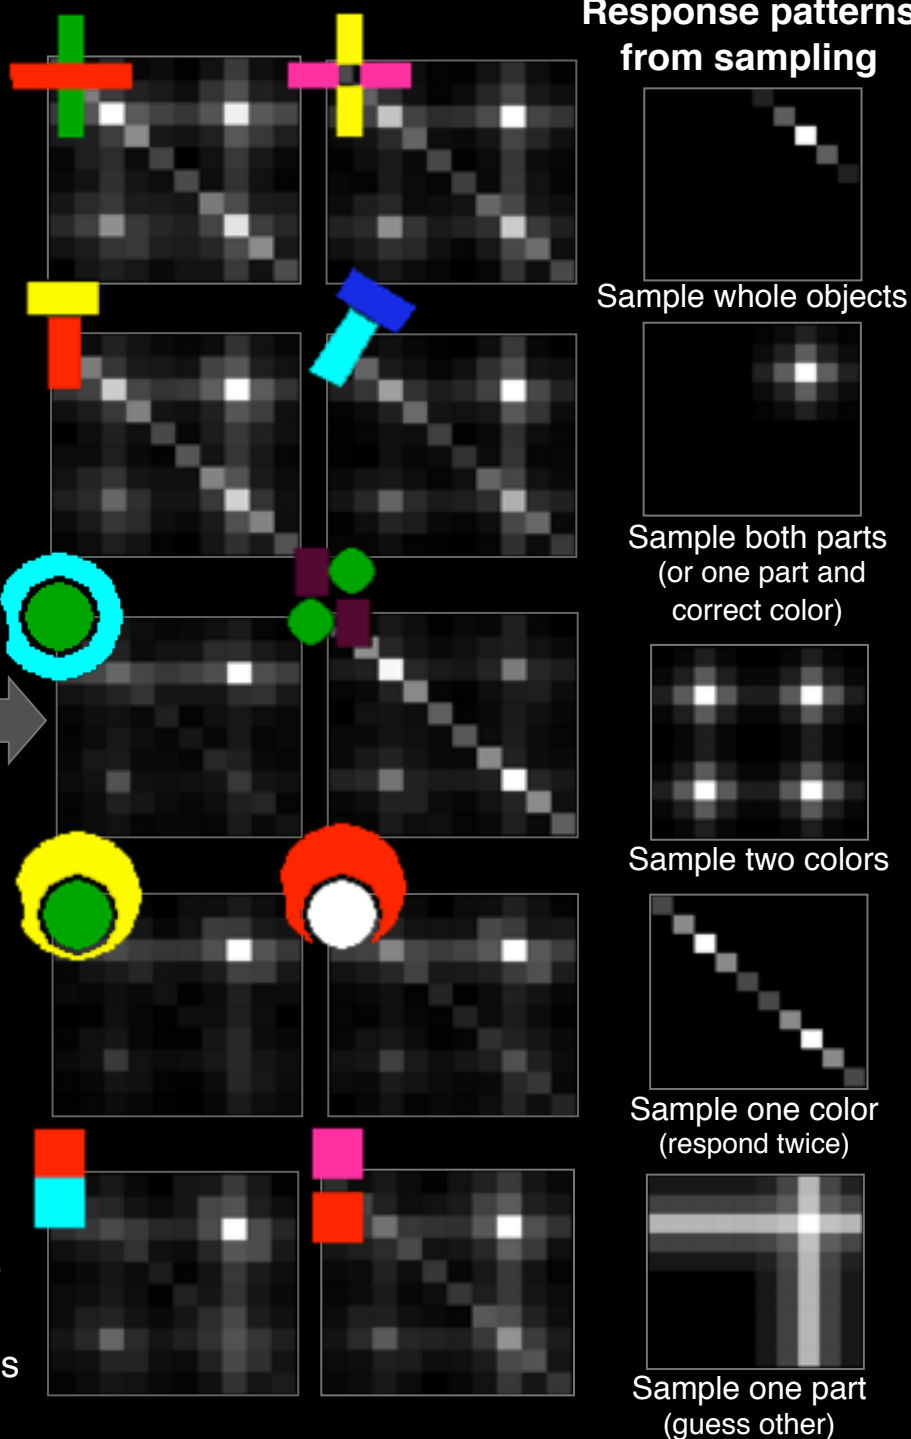 Response patterns
from sampling
Sample whole objects
Sample both parts
(or one part and
correct color)
Sample two colors
Sample one color
(respond twice)
s
Sample one part
(guess other)